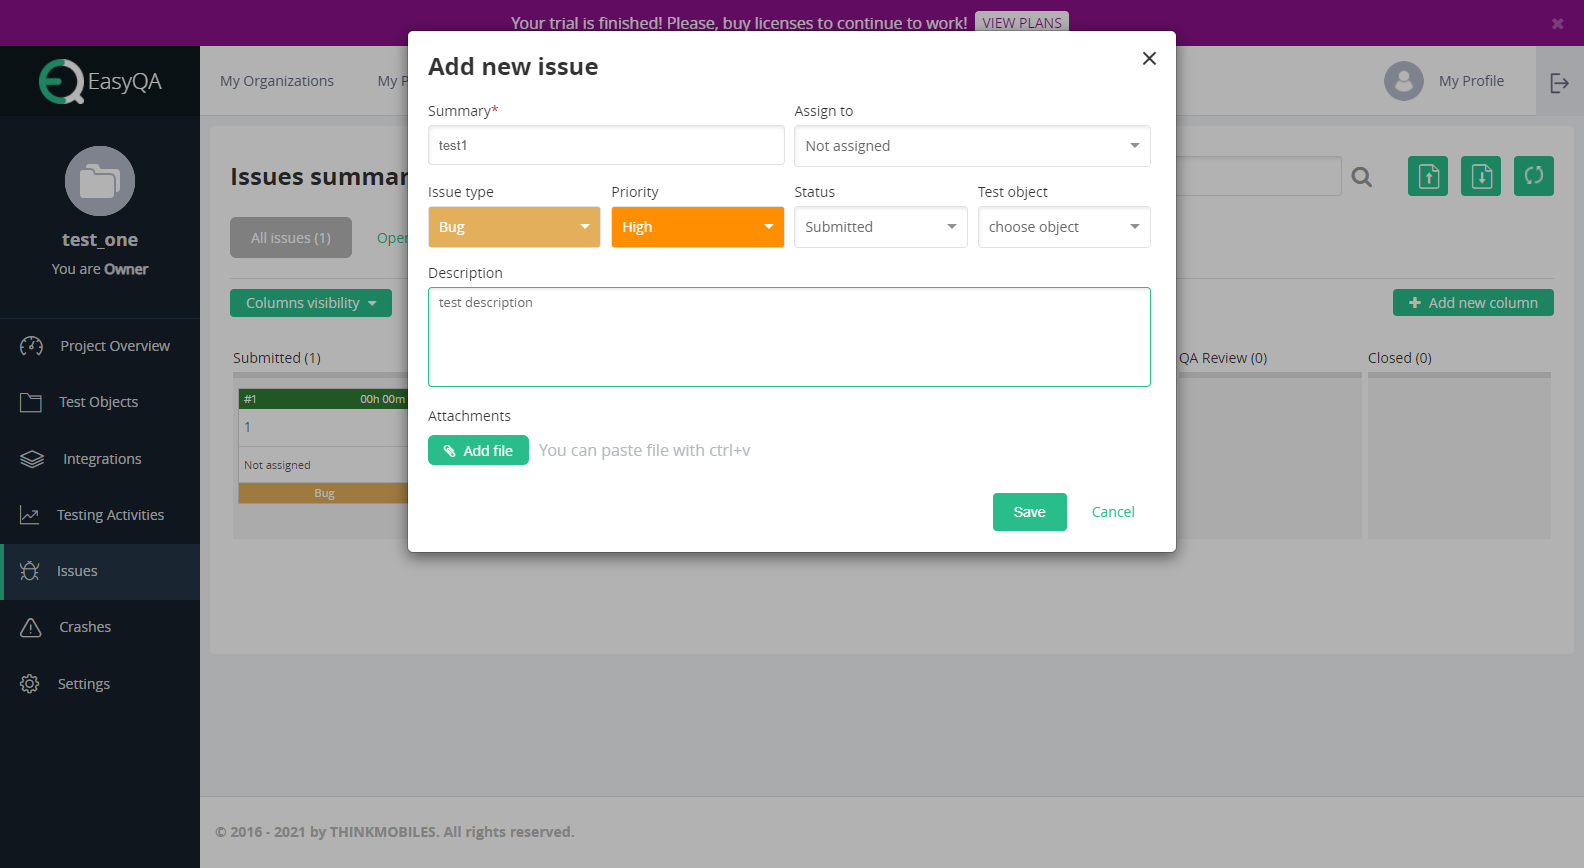 Your trial is finished! Please, buy licenses to continue to work! VIEW PLANS
EasyQA
My Organizations
My P
My Profile
test_one
You are Owner
Project Overview
Test Objects
Integrations
Testing Activities
Issues
Crashes
Settings
Issues summar
All issues (1)
Open
Columns visibility
Add new column
Submitted (1)
QA Review (0)
Closed (0)
#1 00h 00m
1
Not assigned
Bug
Add new issue
Summary*
Assign to
test1
Not assigned
Issue type
Priority
Status
Test object
Bug
High
Submitted
choose object
Description
test description
Attachments
Add file
You can paste file with ctrl+v
Save
Cancel
© 2016 - 2021 by THINKMOBILES. All rights reserved.